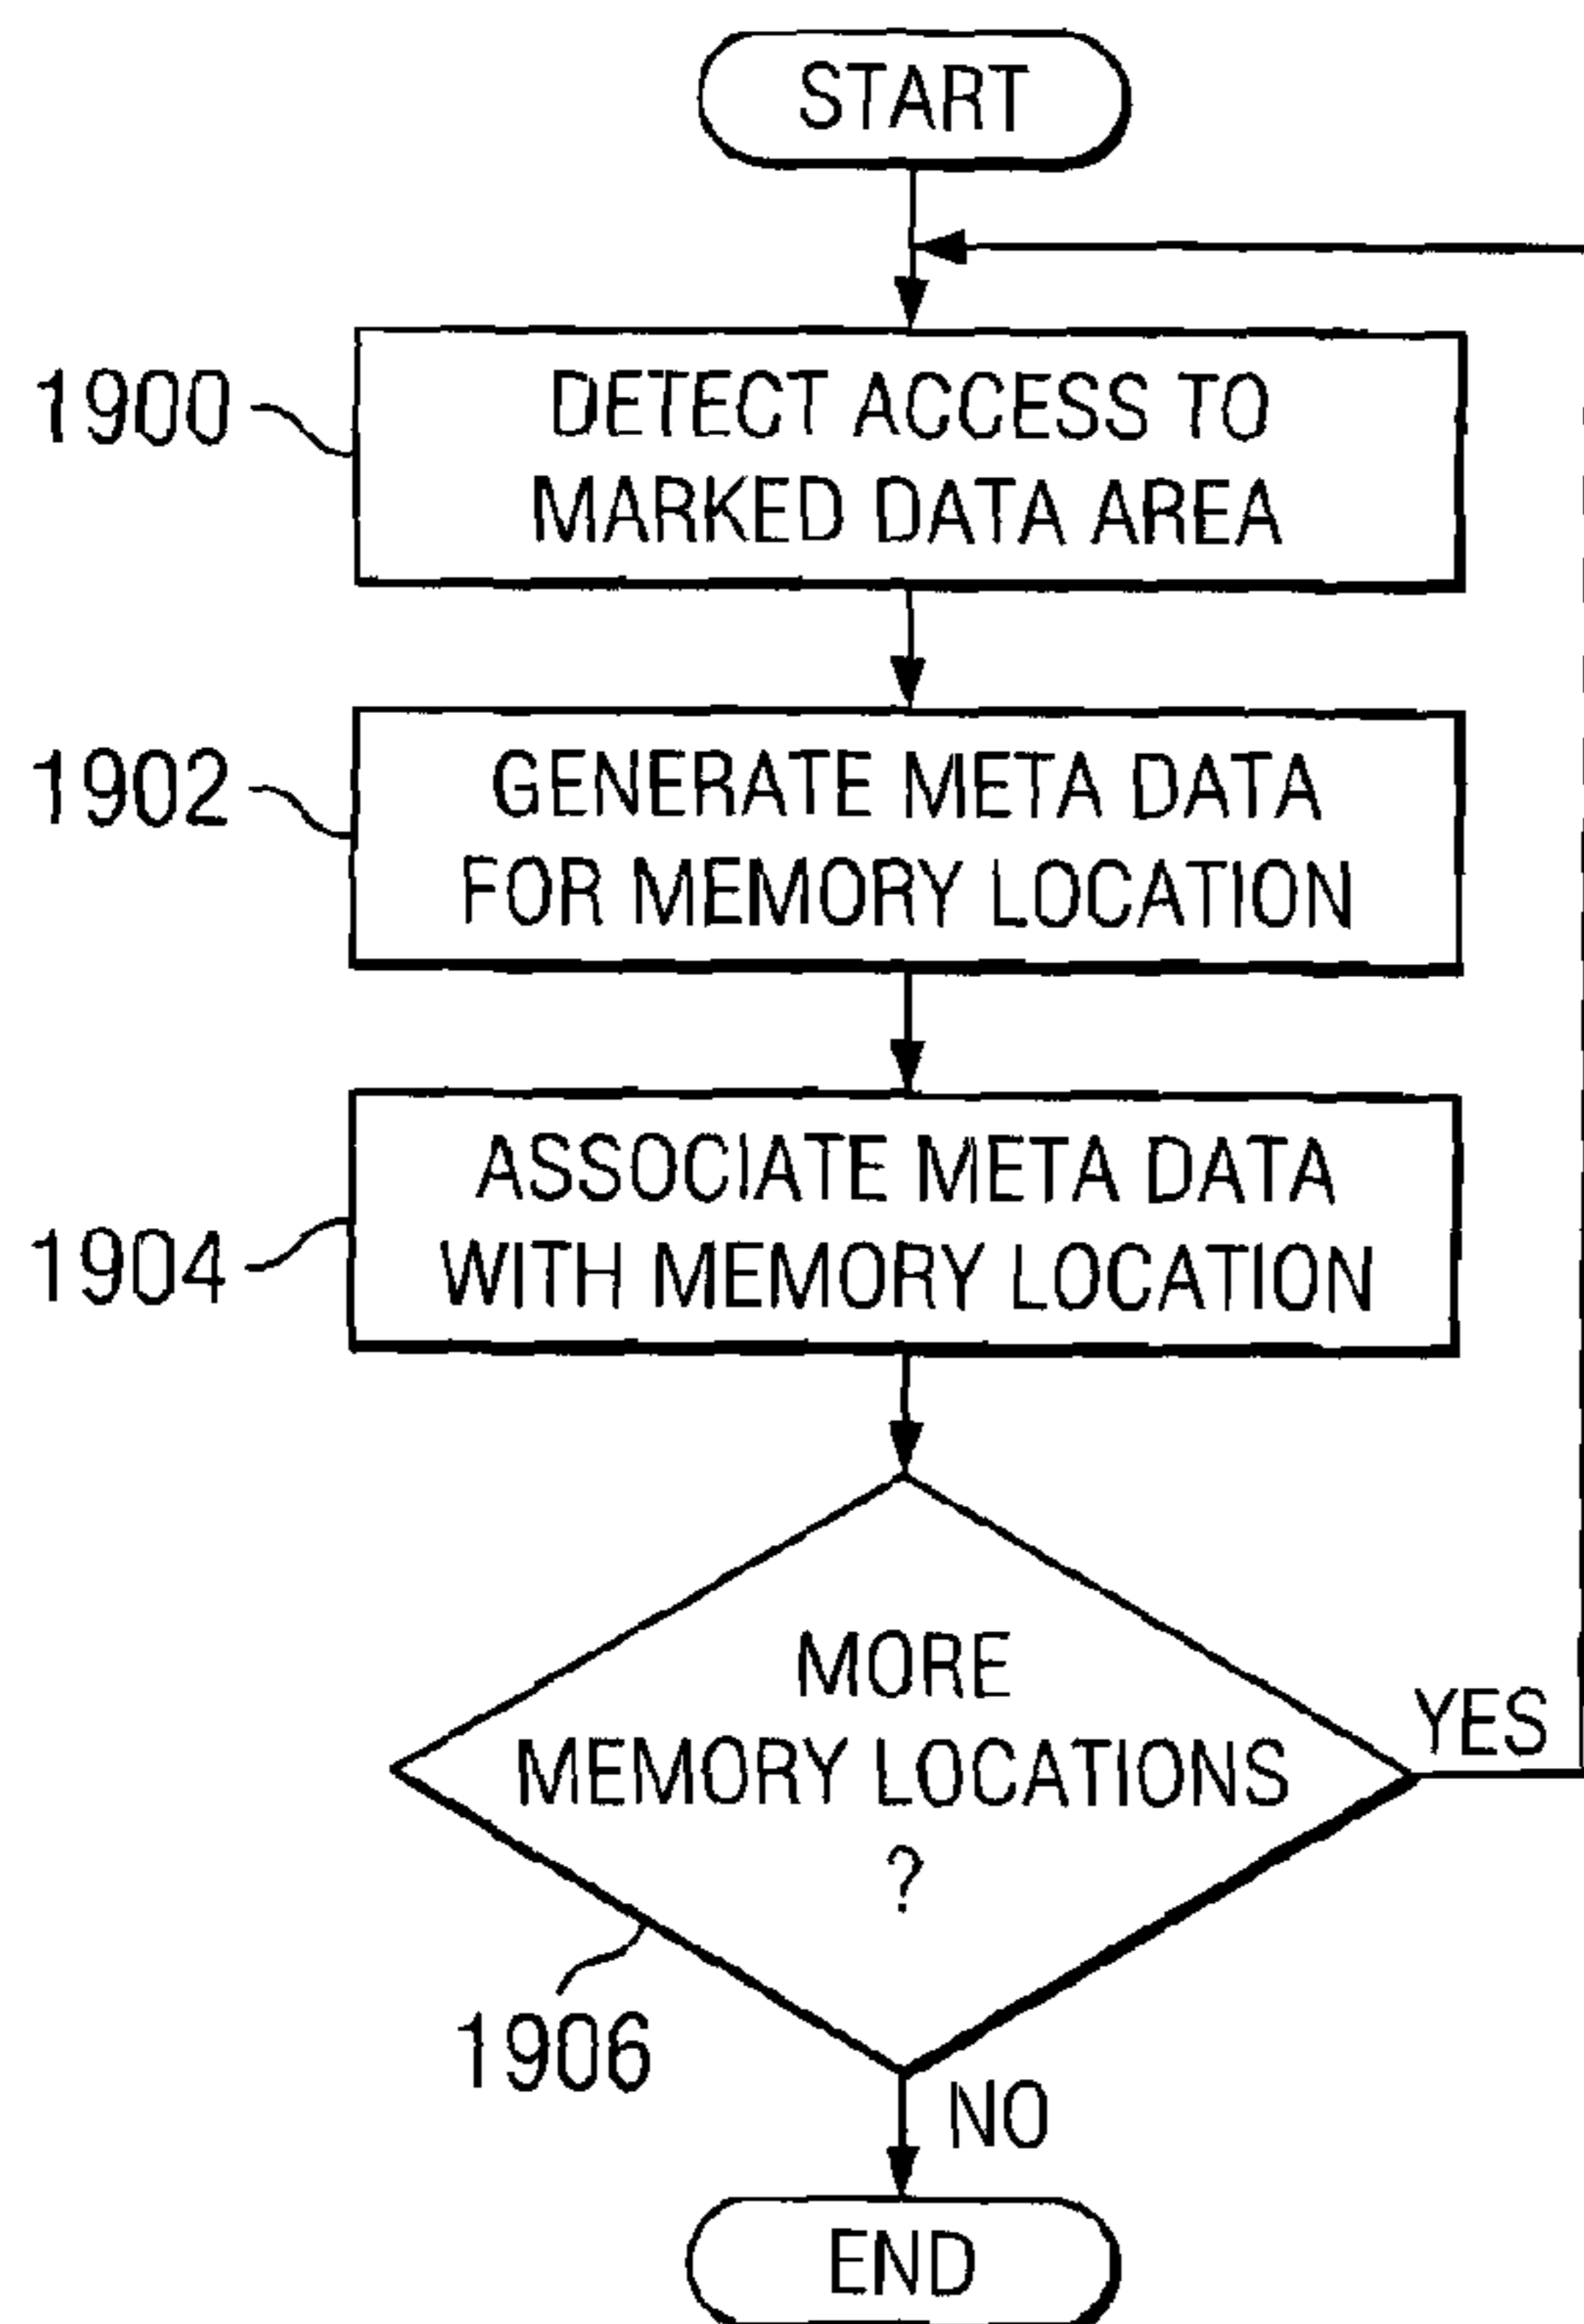 START
1900
DETECT ACCESS TO
MARKED DATA AREA
1902
GENERATE META DATA
FOR MEMORY LOCATION
ASSOCIATE META DATA
1904
WITH MEMORY LOCATION
MORE
MEMORY LOCATIONS
?
YES
1906
NO
END